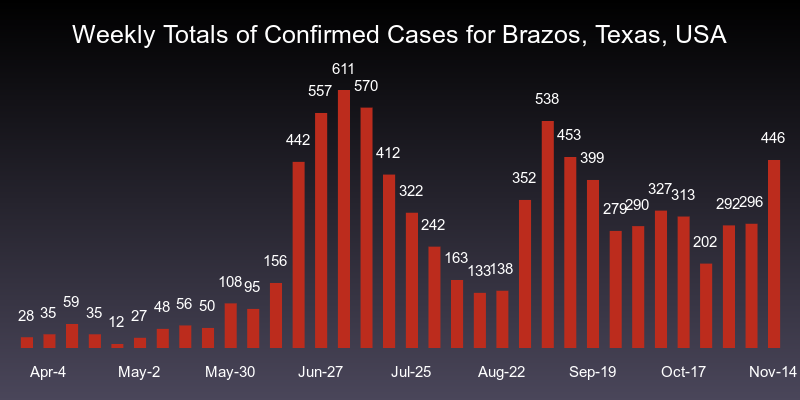 Weekly Totals of Confirmed Cases for Brazos, Texas, USA
28 35 59 35 12 27 48 56 50 108 95 156 442 557 611 570 412 322 242 163 133 138 352 538 453 399 279 290 327 313 202 292 296 446
Apr-4 May-2 May-30 Jun-27 Jul-25 Aug-22 Sep-19 Oct-17 Nov-14